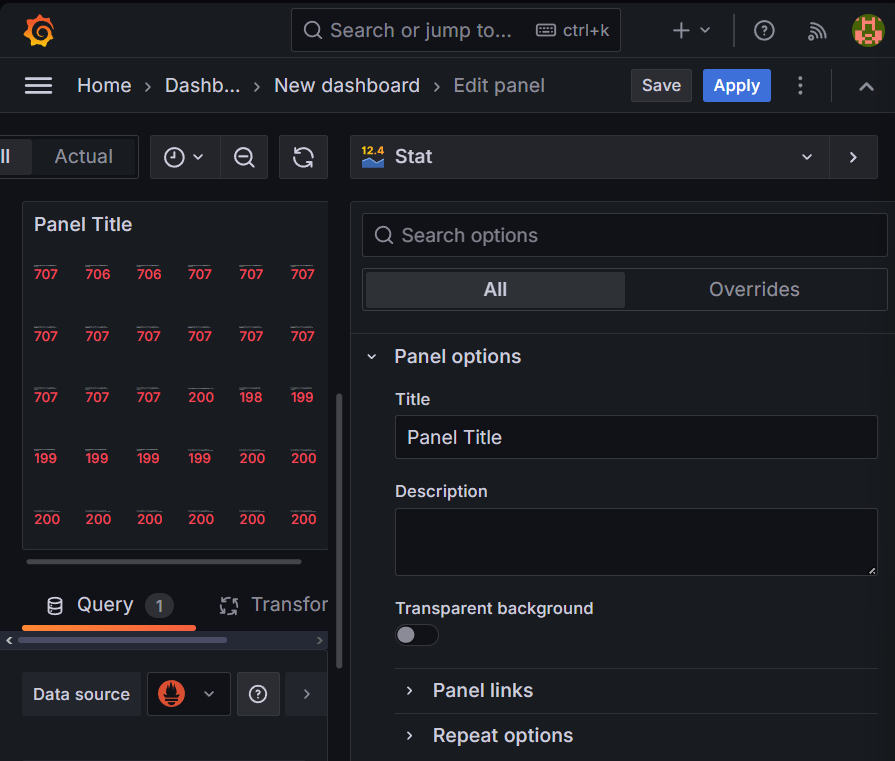 Search or jump to... ctrl+k
Home › Dashb... › New dashboard › Edit panel Save Apply
ll Actual
12.4 Stat
Panel Title
707 706 706 707 707 707
707 707 707 707 707 707
707 707 707 200 198 199
199 199 199 199 200 200
200 200 200 200 200 200
Query 1 Transfor
Data source
Search options
All Overrides
Panel options
Title
Panel Title
Description
Transparent background
Panel links
Repeat options